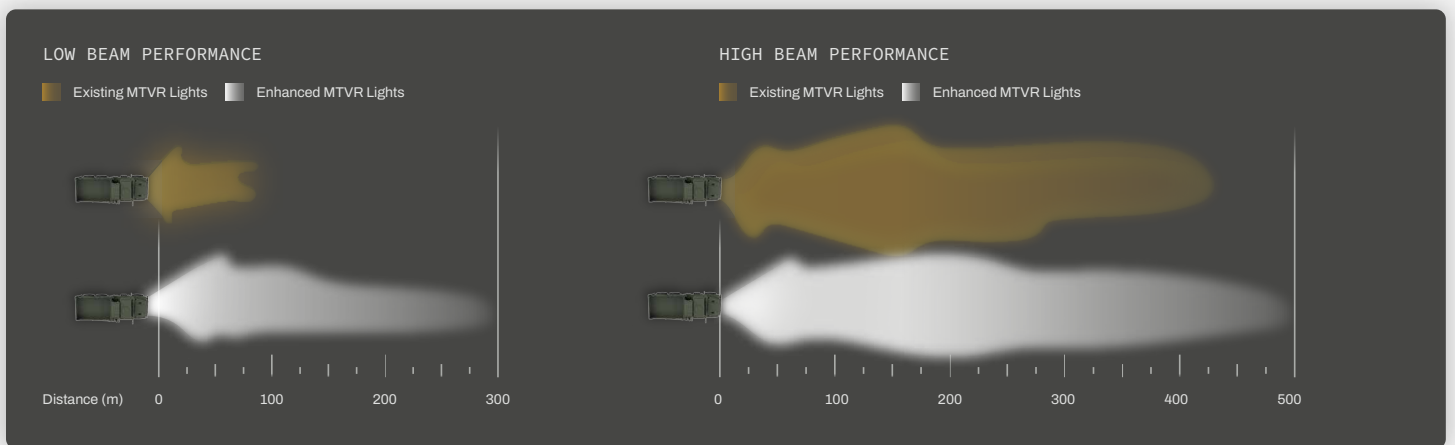 LOW BEAM PERFORMANCE
Existing MTVR Lights Enhanced MTVR Lights
Distance (m) 0 100 200 300
HIGH BEAM PERFORMANCE
Existing MTVR Lights Enhanced MTVR Lights
0 100 200 300 400 500